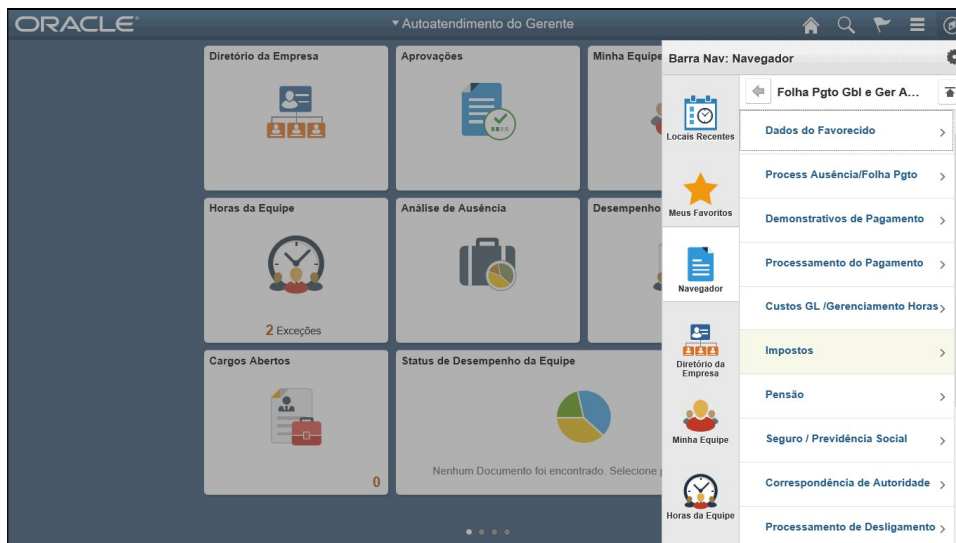 ORACLE
Autoatendimento do Gerente
Diretório da Empresa
Aprovações
Minha Equipe
Horas da Equipe
2 Exceções
Análise de Ausência
Desempenho
Cargos Abertos
0
Status de Desempenho da Equipe
Nenhum Documento foi encontrado. Selecione
Barra Nav: Navegador
Locais Recentes
Meus Favoritos
Navegador
Diretório da
Empresa
Minha Equipe
Horas da Equipe
Folha Pgto Gbl e Ger A...
Dados do Favorecido
Process Ausência/Folha Pgto
Demonstrativos de Pagamento
Processamento do Pagamento
Custos GL /Gerenciamento Horas
Impostos
Pensão
Seguro / Previdência Social
Correspondência de Autoridade
Processamento de Desligamento